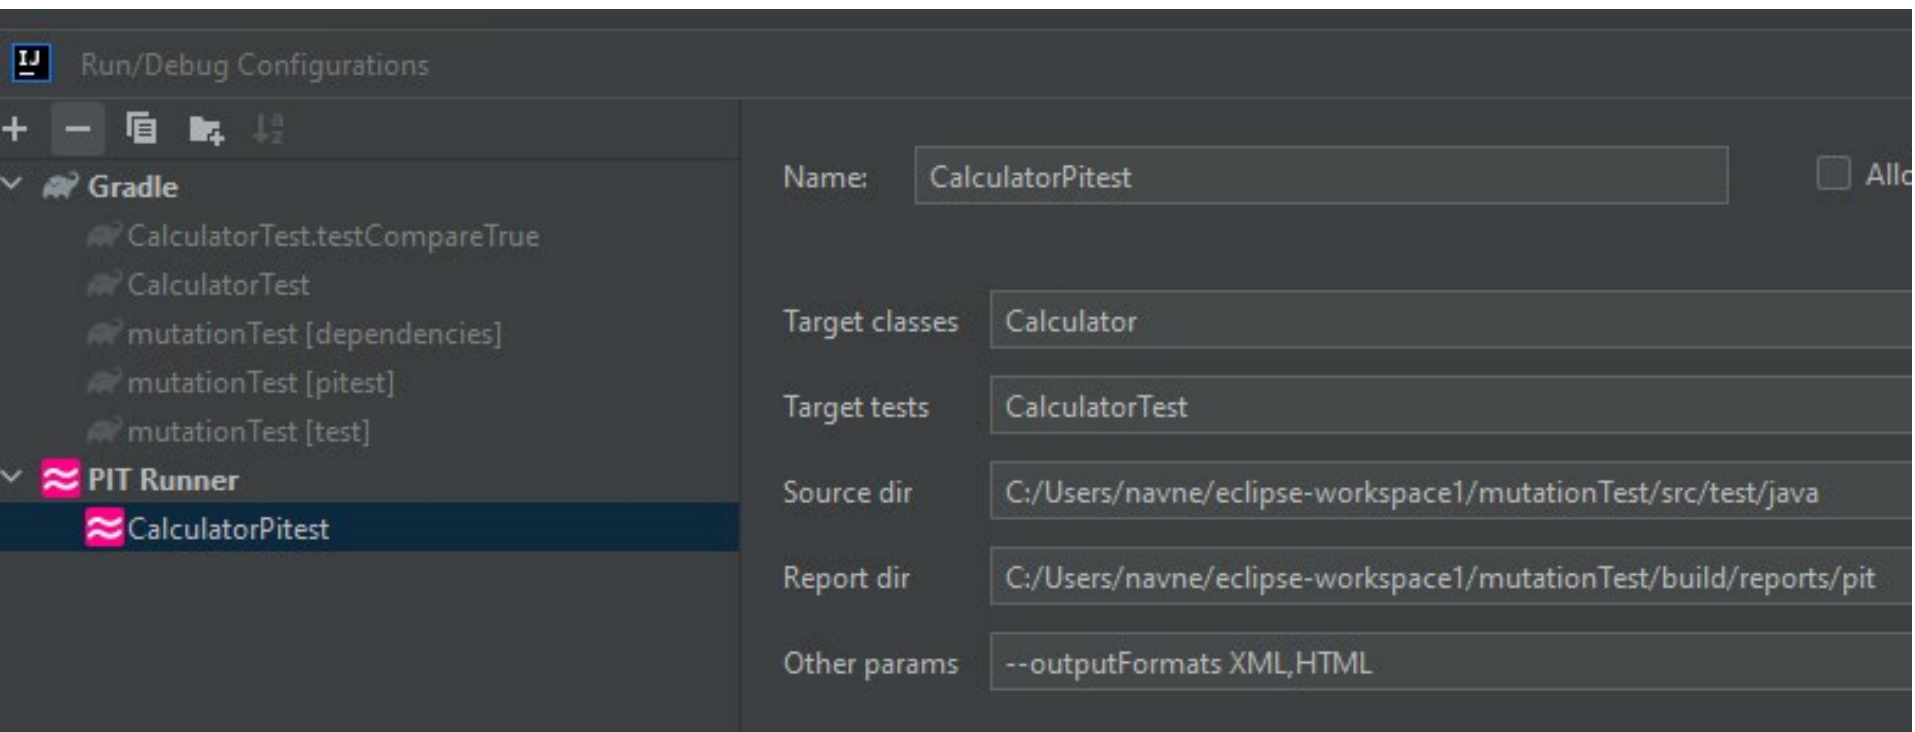 IJ
Run/Debug Configurations
Gradle
CalculatorTest.testCompareTrue
CalculatorTest
mutationTest [dependencies]
mutationTest [pitest]
mutationTest [test]
PIT Runner
CalculatorPitest
Name: CalculatorPitest Allo
Target classes Calculator
Target tests CalculatorTest
Source dir C:/Users/navne/eclipse-workspace1/mutationTest/src/test/java
Report dir C:/Users/navne/eclipse-workspace1/mutationTest/build/reports/pit
Other params --outputFormats XML,HTML